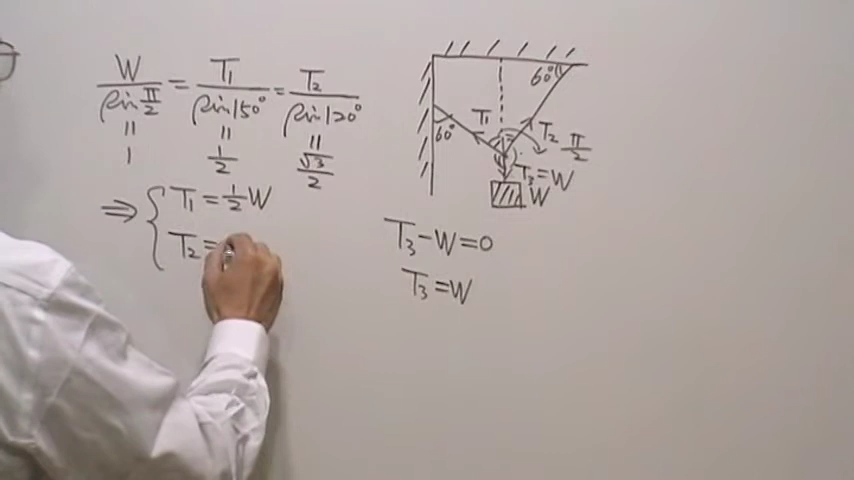 W/sin π/2 = T₁/sin150° = T₂/sin120°
॥ ॥ ॥
1 1/2 √3/2
⇒ { T₁ = 1/2 W
T₂ =
60°
60°
T₁
T₂
π/2
T₃ = W
W
T₃ - W = 0
T₃ = W